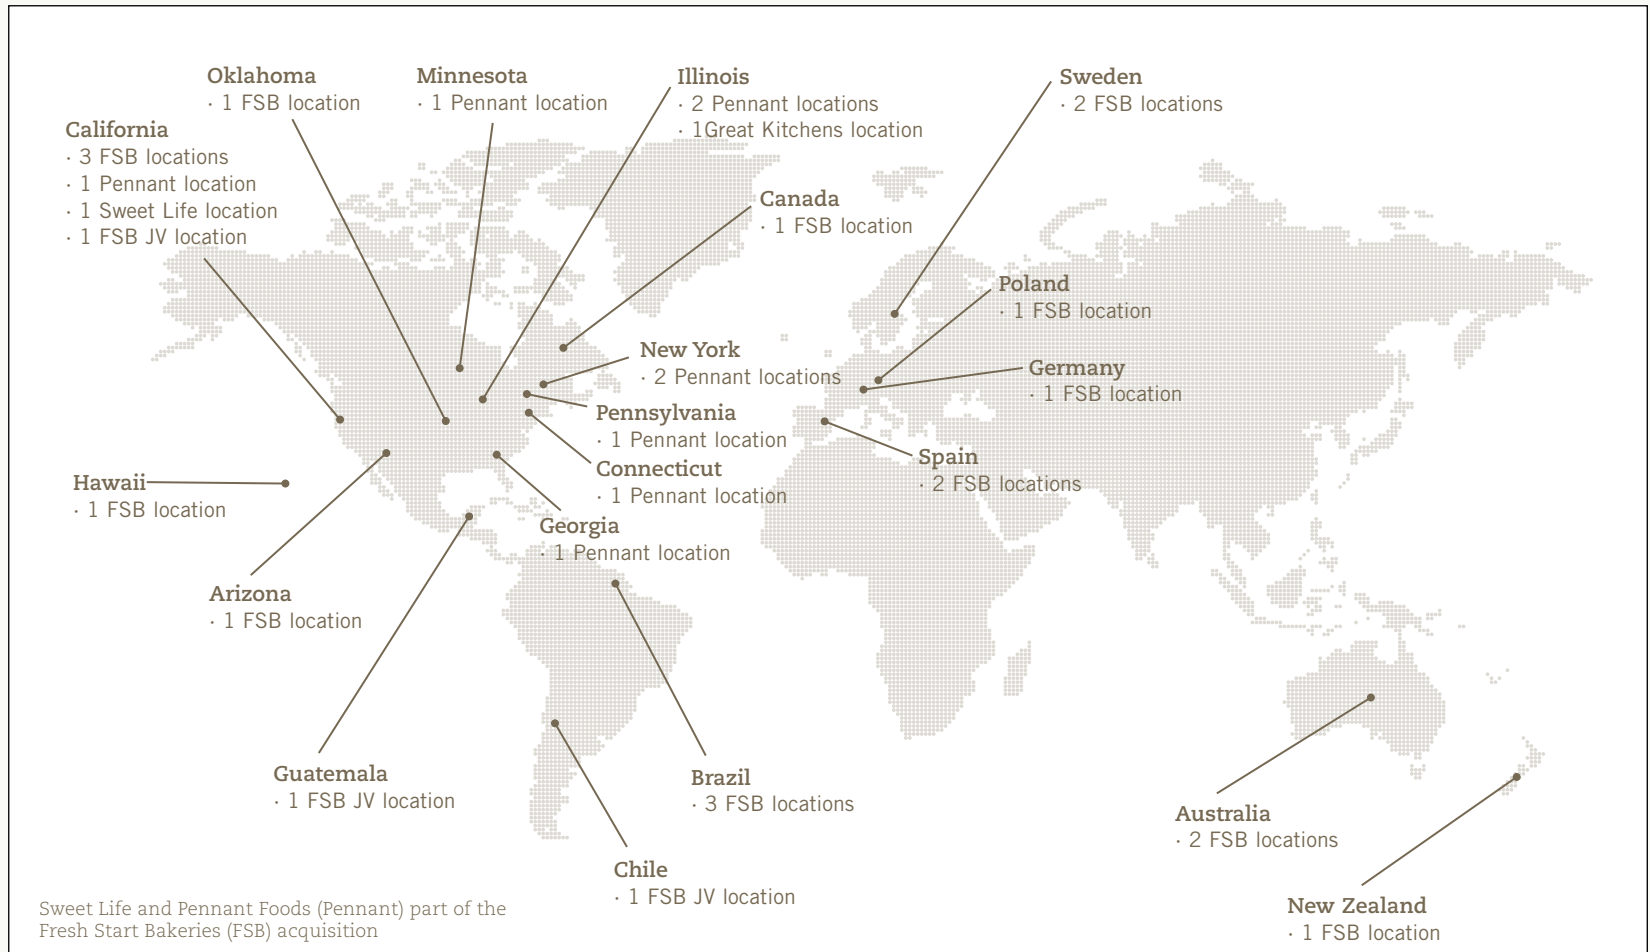 Oklahoma
· 1 FSB location
Minnesota
· 1 Pennant location
Illinois
· 2 Pennant locations
· 1Great Kitchens location
Sweden
· 2 FSB locations
California
· 3 FSB locations
· 1 Pennant location
· 1 Sweet Life location
· 1 FSB JV location
Canada
· 1 FSB location
Poland
· 1 FSB location
New York
· 2 Pennant locations
Germany
· 1 FSB location
Pennsylvania
· 1 Pennant location
Connecticut
· 1 Pennant location
Spain
· 2 FSB locations
Hawaii
· 1 FSB location
Georgia
· 1 Pennant location
Arizona
· 1 FSB location
Guatemala
· 1 FSB JV location
Brazil
· 3 FSB locations
Australia
· 2 FSB locations
Chile
· 1 FSB JV location
New Zealand
· 1 FSB location
Sweet Life and Pennant Foods (Pennant) part of the
Fresh Start Bakeries (FSB) acquisition